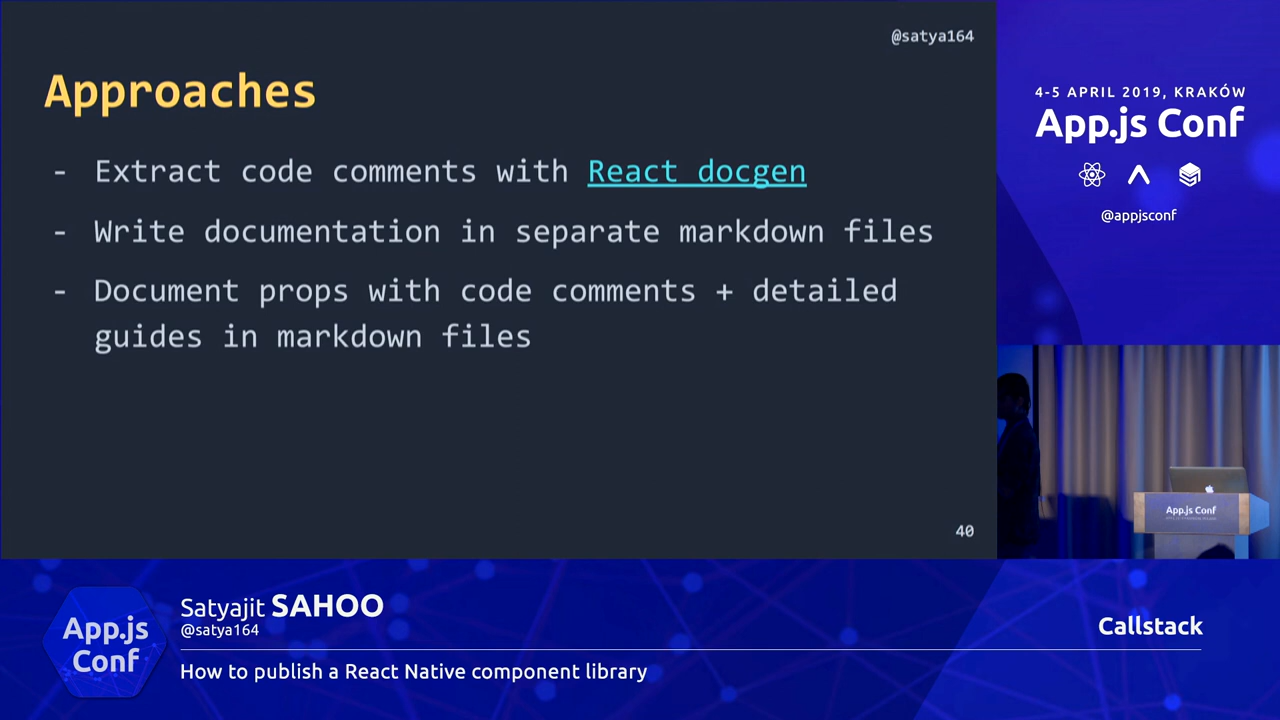 @satya164
Approaches
- Extract code comments with React docgen
- Write documentation in separate markdown files
- Document props with code comments + detailed
guides in markdown files
40
4-5 APRIL 2019, KRAKÓW
App.js Conf
@appjsconf
App.js Conf
App.js
Conf
Satyajit SAHOO
@satya164
How to publish a React Native component library
Callstack